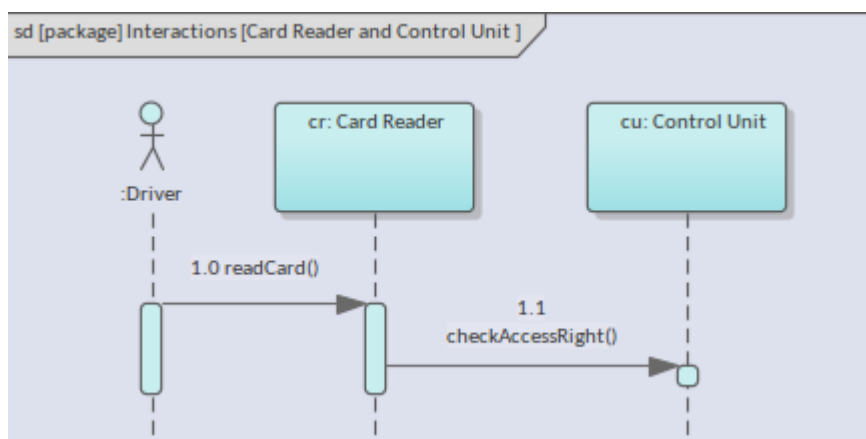 sd [package] Interactions [Card Reader and Control Unit ]
cr: Card Reader
cu: Control Unit
:Driver
1.0 readCard()
1.1
checkAccessRight()